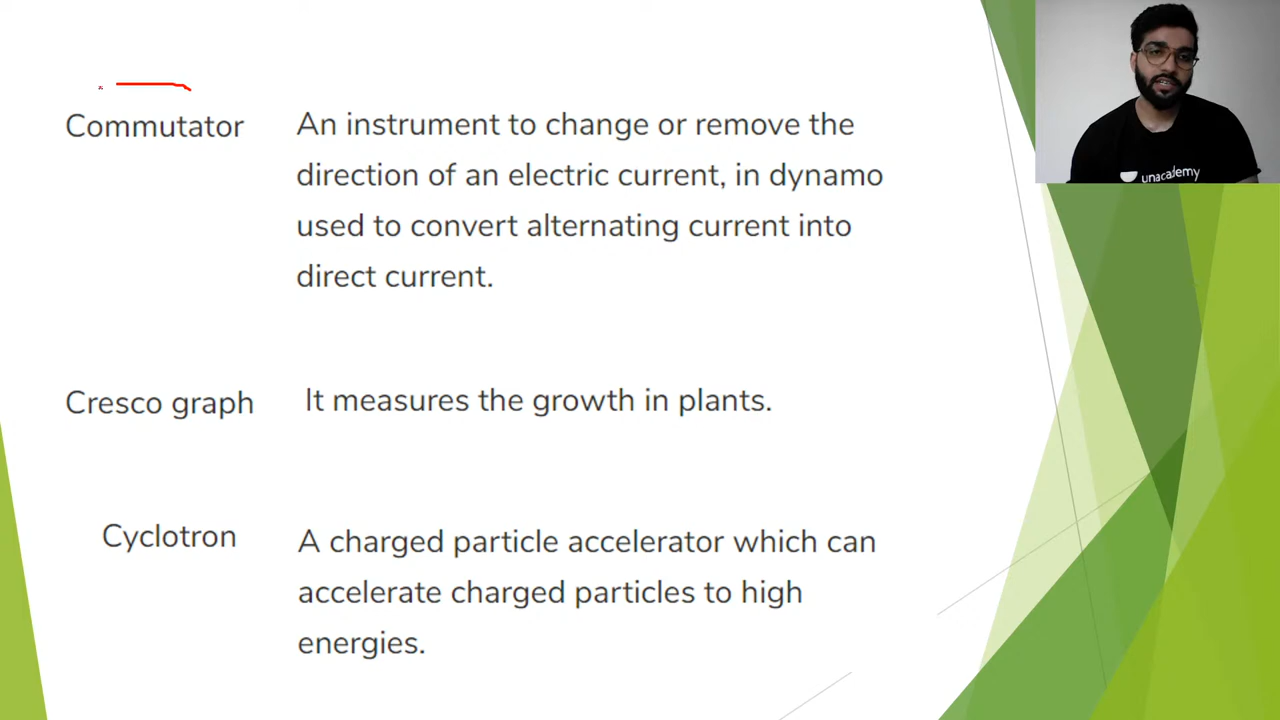 Commutator
An instrument to change or remove the
direction of an electric current, in dynamo
used to convert alternating current into
direct current.
Cresco graph
It measures the growth in plants.
Cyclotron
A charged particle accelerator which can
accelerate charged particles to high
energies.
unacademy